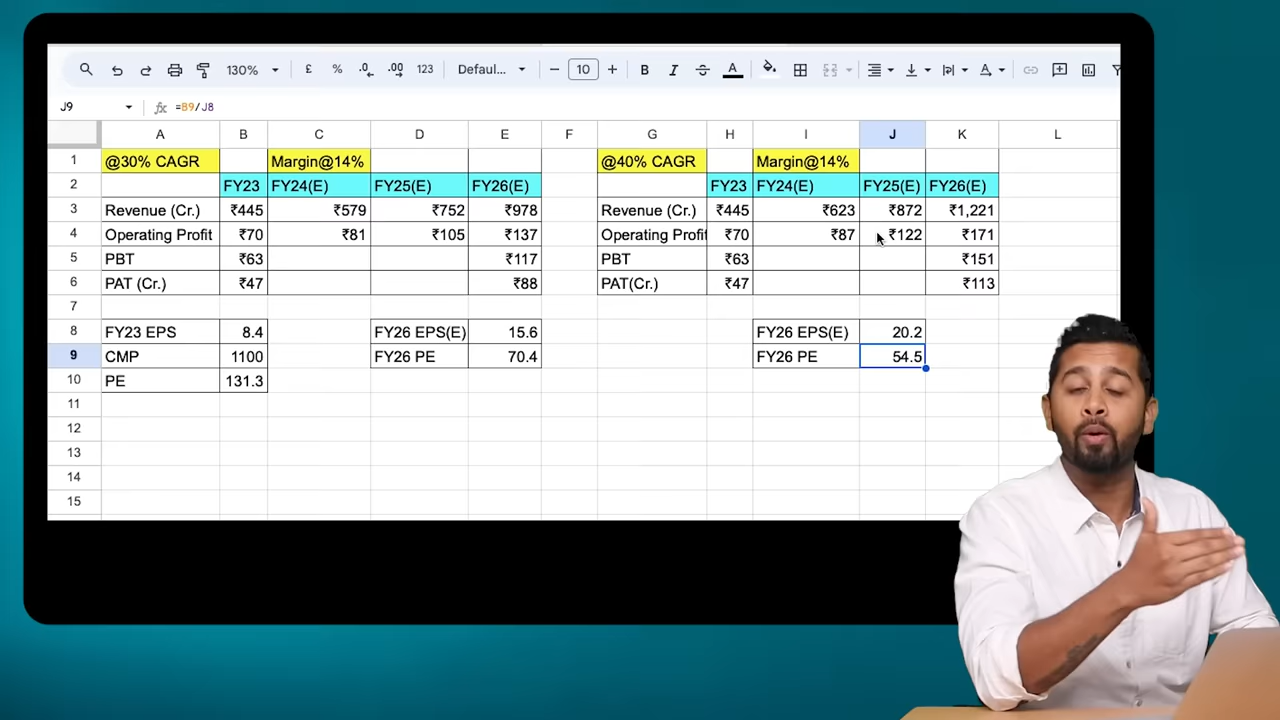 130% £ % .0 .00 123 Defaul... 10 B I A
J9 fx =B9/J8
A B C D E F G H I J K L
1 @30% CAGR Margin@14% @40% CAGR Margin@14%
2 FY23 FY24(E) FY25(E) FY26(E) FY23 FY24(E) FY25(E) FY26(E)
3 Revenue (Cr.) ₹445 ₹579 ₹752 ₹978 Revenue (Cr.) ₹445 ₹623 ₹872 ₹1,221
4 Operating Profit ₹70 ₹81 ₹105 ₹137 Operating Profit ₹70 ₹87 ₹122 ₹171
5 PBT ₹63 ₹117 PBT ₹63 ₹151
6 PAT (Cr.) ₹47 ₹88 PAT(Cr.) ₹47 ₹113
7
8 FY23 EPS 8.4 FY26 EPS(E) 15.6 FY26 EPS(E) 20.2
9 CMP 1100 FY26 PE 70.4 FY26 PE 54.5
10 PE 131.3
11
12
13
14
15